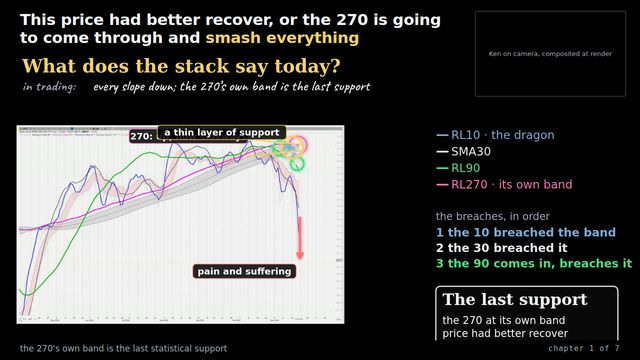 This price had better recover, or the 270 is going
to come through and smash everything
Ken on camera, composited at render
What does the stack say today?
in trading: every slope down; the 270's own band is the last support
270:
a thin layer of support
pain and suffering
RL10 · the dragon
SMA30
RL90
RL270 · its own band
the breaches, in order
1 the 10 breached the band
2 the 30 breached it
3 the 90 comes in, breaches it
The last support
the 270 at its own band
price had better recover
the 270's own band is the last statistical support
chapter 1 of 7